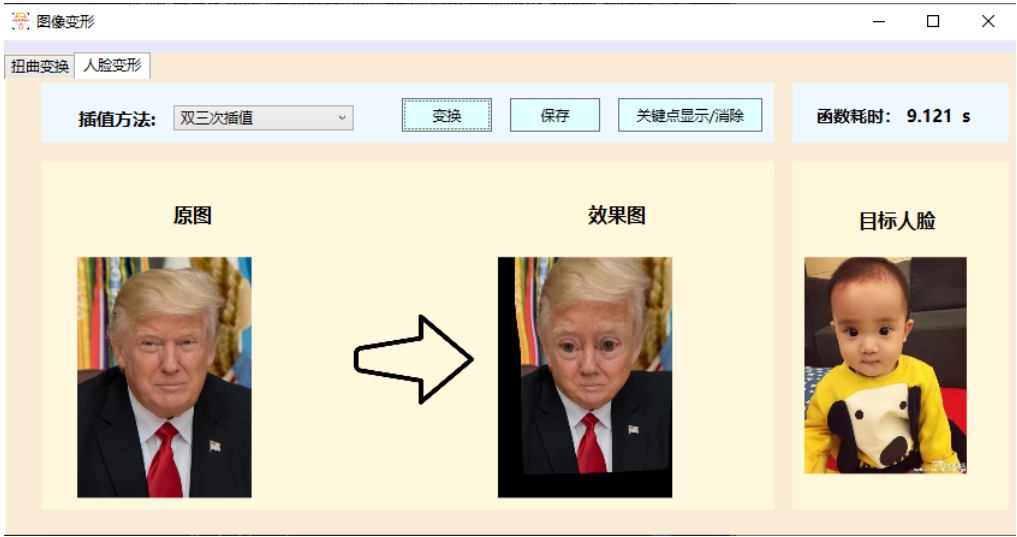 图像变形
扭曲变换 人脸变形
插值方法: 双三次插值 变换 保存 关键点显示/消除 函数耗时: 9.121 s
原图 效果图 目标人脸